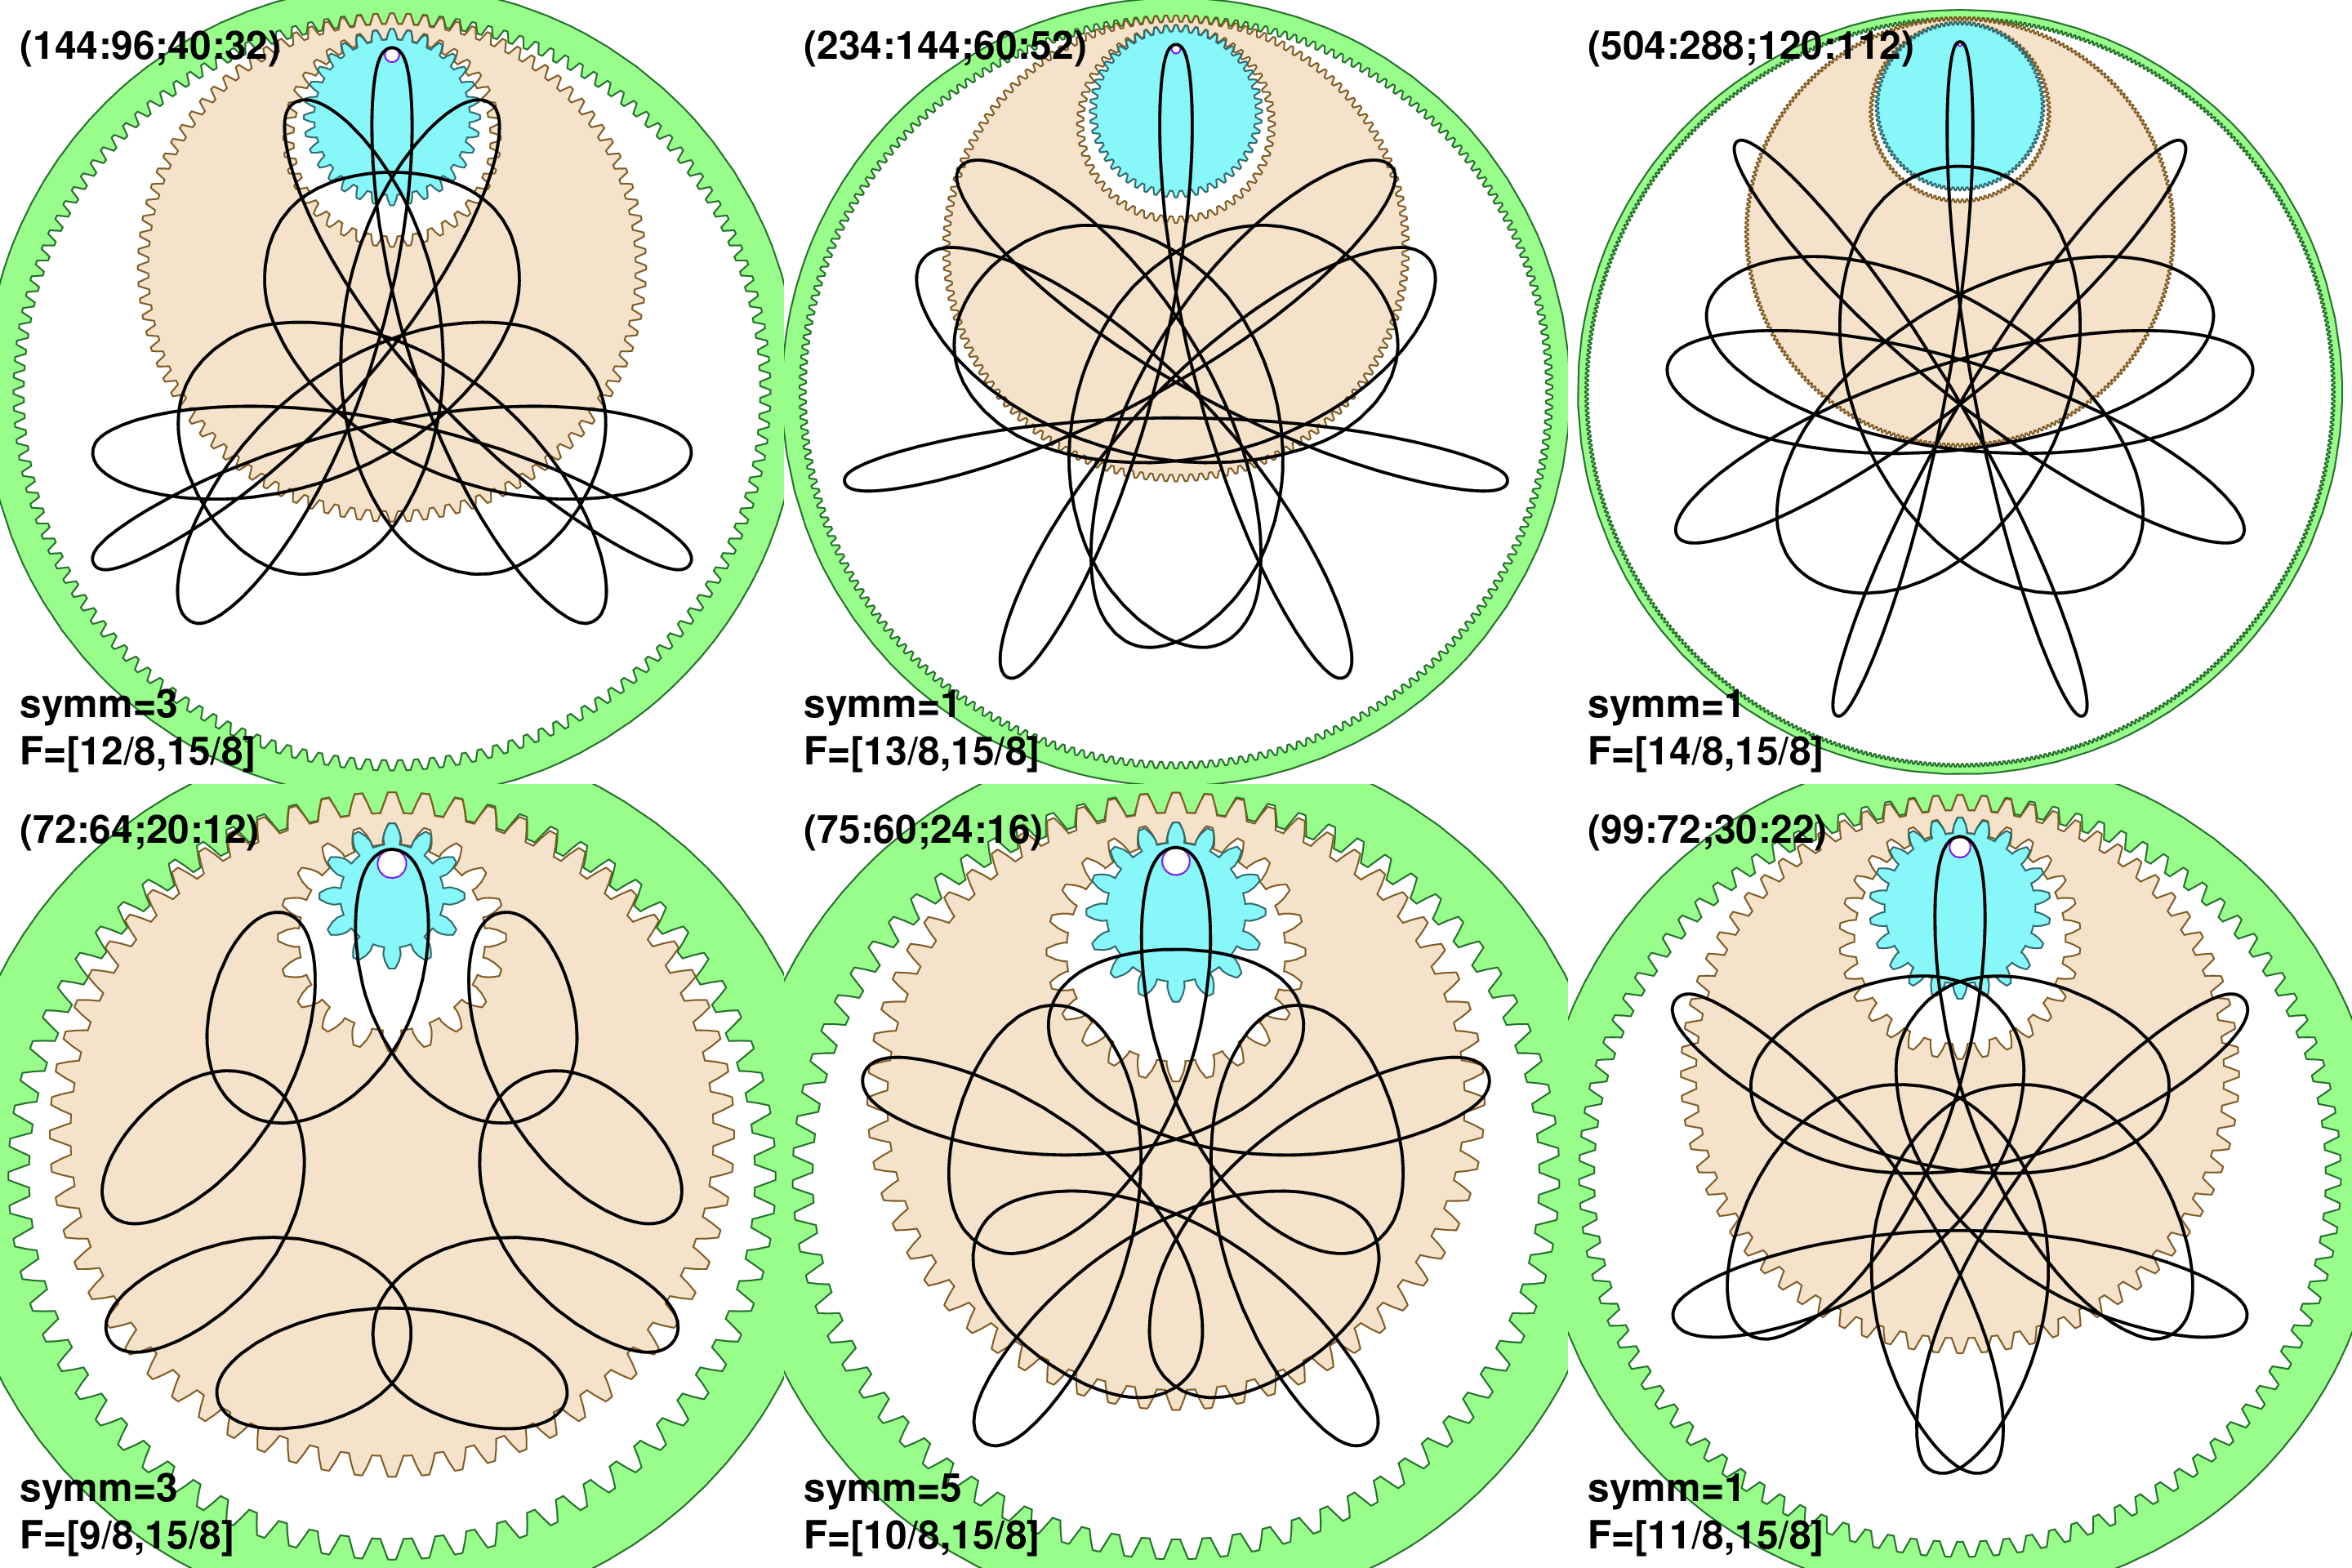 (144:96;40:32)
symm=3
F=[12/8,15/8]
(234:144;60:52)
symm=1
F=[13/8,15/8]
(504:288;120:112)
symm=1
F=[14/8,15/8]
(72:64;20:12)
symm=3
F=[9/8,15/8]
(75:60;24:16)
symm=5
F=[10/8,15/8]
(99:72;30:22)
symm=1
F=[11/8,15/8]